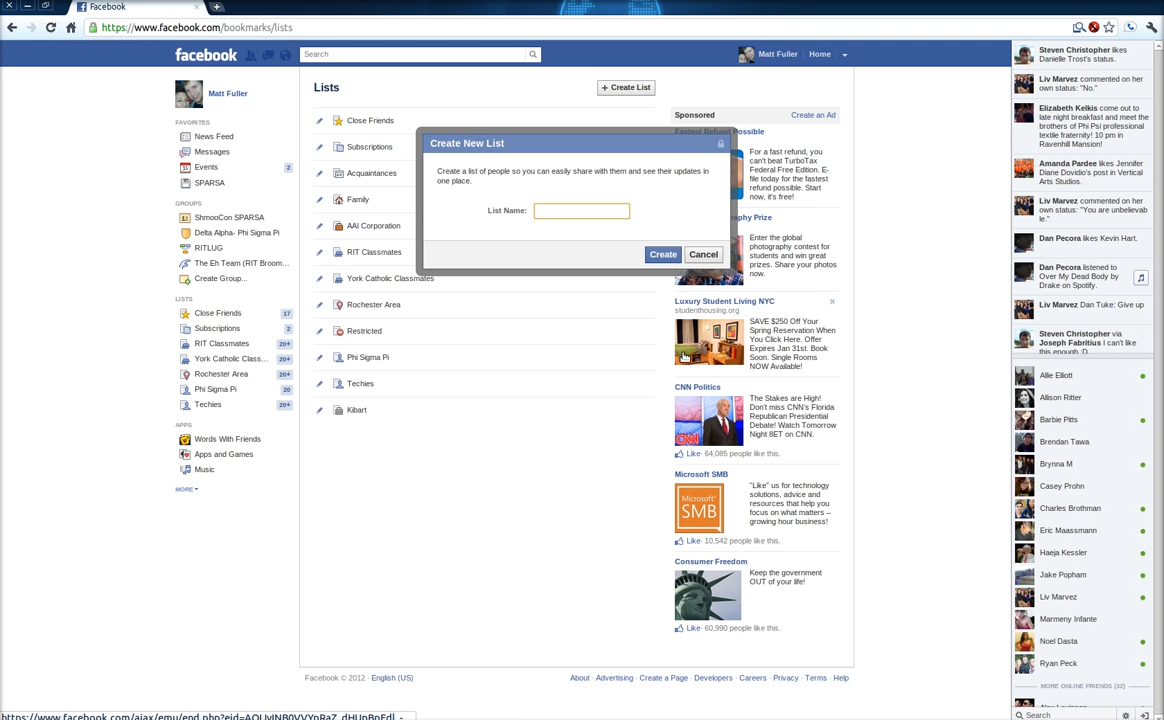 Facebook
https://www.facebook.com/bookmarks/lists
facebook
Search
Matt Fuller
Home
Matt Fuller
FAVORITES
News Feed
Messages
Events 2
SPARSA
GROUPS
ShmooCon SPARSA
Delta Alpha- Phi Sigma Pi
RITLUG
The Eh Team (RIT Broom...
Create Group...
LISTS
Close Friends 17
Subscriptions 2
RIT Classmates 20+
York Catholic Class... 20+
Rochester Area 20+
Phi Sigma Pi 20
Techies 20+
APPS
Words With Friends
Apps and Games
Music
MORE
Lists
+ Create List
Close Friends
Subscriptions
Acquaintances
Family
AAI Corporation
RIT Classmates
York Catholic Classmates
Rochester Area
Restricted
Phi Sigma Pi
Techies
Kibart
Create New List
Create a list of people so you can easily share with them and see their updates in
one place.
List Name:
Create
Cancel
Sponsored
Create an Ad
Fastest Refund Possible
For a fast refund, you
can't beat TurboTax
Federal Free Edition. E-
file today for the fastest
refund possible. Start
now, it's free!
Prize
Enter the global
photography contest for
students and win great
prizes. Share your photos
now.
Luxury Student Living NYC
studenthousing.org
SAVE $250 Off Your
Spring Reservation When
You Click Here. Offer
Expires Jan 31st. Book
Soon. Single Rooms
NOW Available!
CNN Politics
The Stakes are High!
Don't miss CNN's Florida
Republican Presidential
Debate! Watch Tomorrow
Night 8ET on CNN.
CNN
Like · 64,085 people like this.
Microsoft SMB
Microsoft®
SMB
"Like" us for technology
solutions, advice and
resources that help you
focus on what matters –
growing hour business!
Like · 10,542 people like this.
Consumer Freedom
Keep the government
OUT of your life!
Like · 60,990 people like this.
Facebook © 2012 · English (US)
About · Advertising · Create a Page · Developers · Careers · Privacy · Terms · Help
Steven Christopher likes
Danielle Trost's status.
Liv Marvez commented on her
own status: "No."
Elizabeth Kelkis come out to
late night breakfast and meet the
brothers of Phi Psi professional
textile fraternity! 10 pm in
Ravenhill Mansion!
Amanda Pardee likes Jennifer
Diane Dovidio's post in Vertical
Arts Studios.
Liv Marvez commented on her
own status: "You are unbelievab
le."
Dan Pecora likes Kevin Hart.
Dan Pecora listened to
Over My Dead Body by
Drake on Spotify.
Liv Marvez Dan Tuke: Give up
Steven Christopher via
Joseph Fabritius I can't like
this enough :D
Allie Elliott
Allison Ritter
Barbie Pitts
Brendan Tawa
Brynna M
Casey Prohn
Charles Brothman
Eric Maassmann
Haeja Kessler
Jake Popham
Liv Marvez
Marmeny Infante
Noel Dasta
Ryan Peck
MORE ONLINE FRIENDS (32)
Search